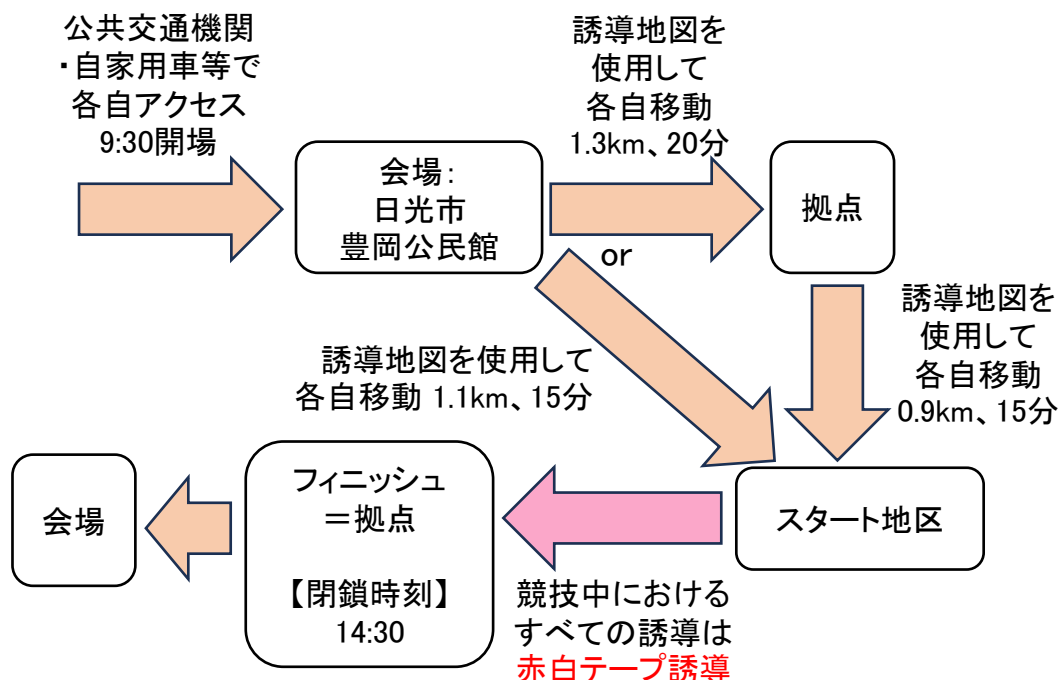 公共交通機関
・自家用車等で
各自アクセス
9:30開場
会場：
日光市
豊岡公民館
誘導地図を
使用して
各自移動
1.3km、20分
拠点
or
誘導地図を使用して
各自移動 1.1km、15分
誘導地図を
使用して
各自移動
0.9km、15分
スタート地区
競技中における
すべての誘導は
赤白テープ誘導
フィニッシュ
＝拠点
【閉鎖時刻】
14:30
会場